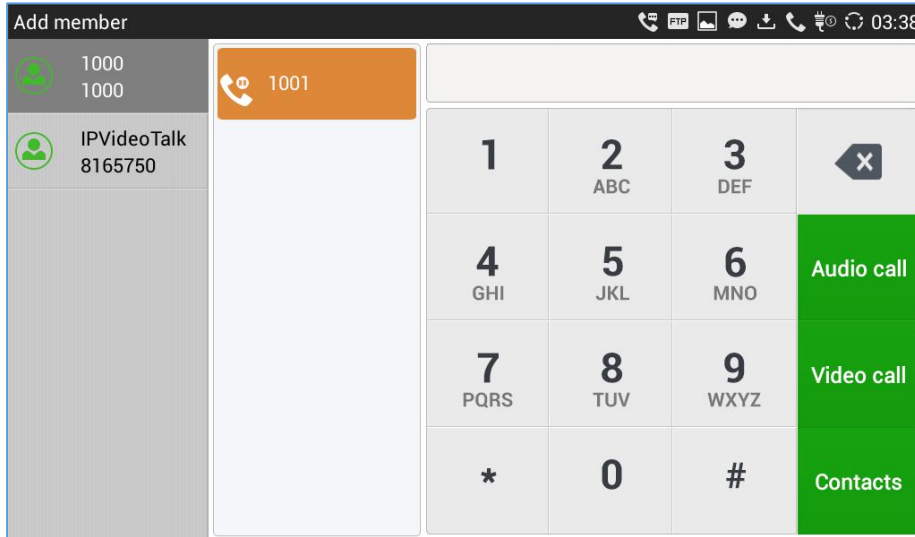 Add member
FTP
03:38
1000
1000
IPVideoTalk
8165750
1001
1
2
ABC
3
DEF
4
GHI
5
JKL
6
MNO
Audio call
7
PQRS
8
TUV
9
WXYZ
Video call
*
0
#
Contacts